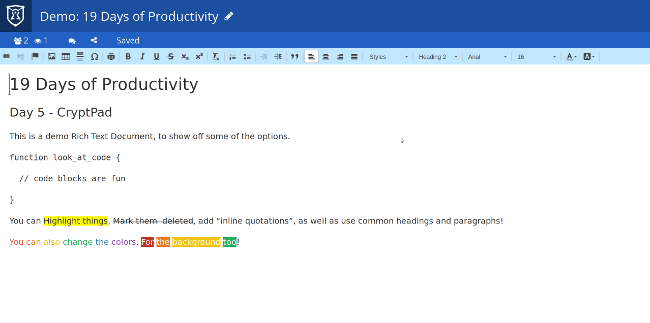 Demo: 19 Days of Productivity
2 1 Saved
B I U S x₂ x² Tx Styles Heading 2 Arial 16 A A
19 Days of Productivity
Day 5 - CryptPad
This is a demo Rich Text Document, to show off some of the options.
function look_at_code {
// code blocks are fun
}
You can Highlight things, Mark them deleted, add “inline quotations”, as well as use common headings and paragraphs!
You can also change the colors. For the background too!